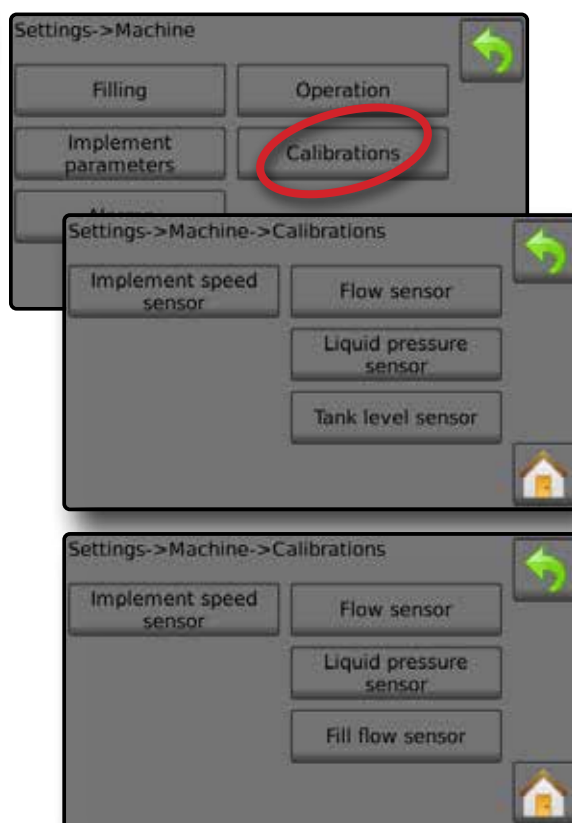 Settings->Machine
Filling
Operation
Implement
parameters
Calibrations
Settings->Machine->Calibrations
Implement speed
sensor
Flow sensor
Liquid pressure
sensor
Tank level sensor
Settings->Machine->Calibrations
Implement speed
sensor
Flow sensor
Liquid pressure
sensor
Fill flow sensor